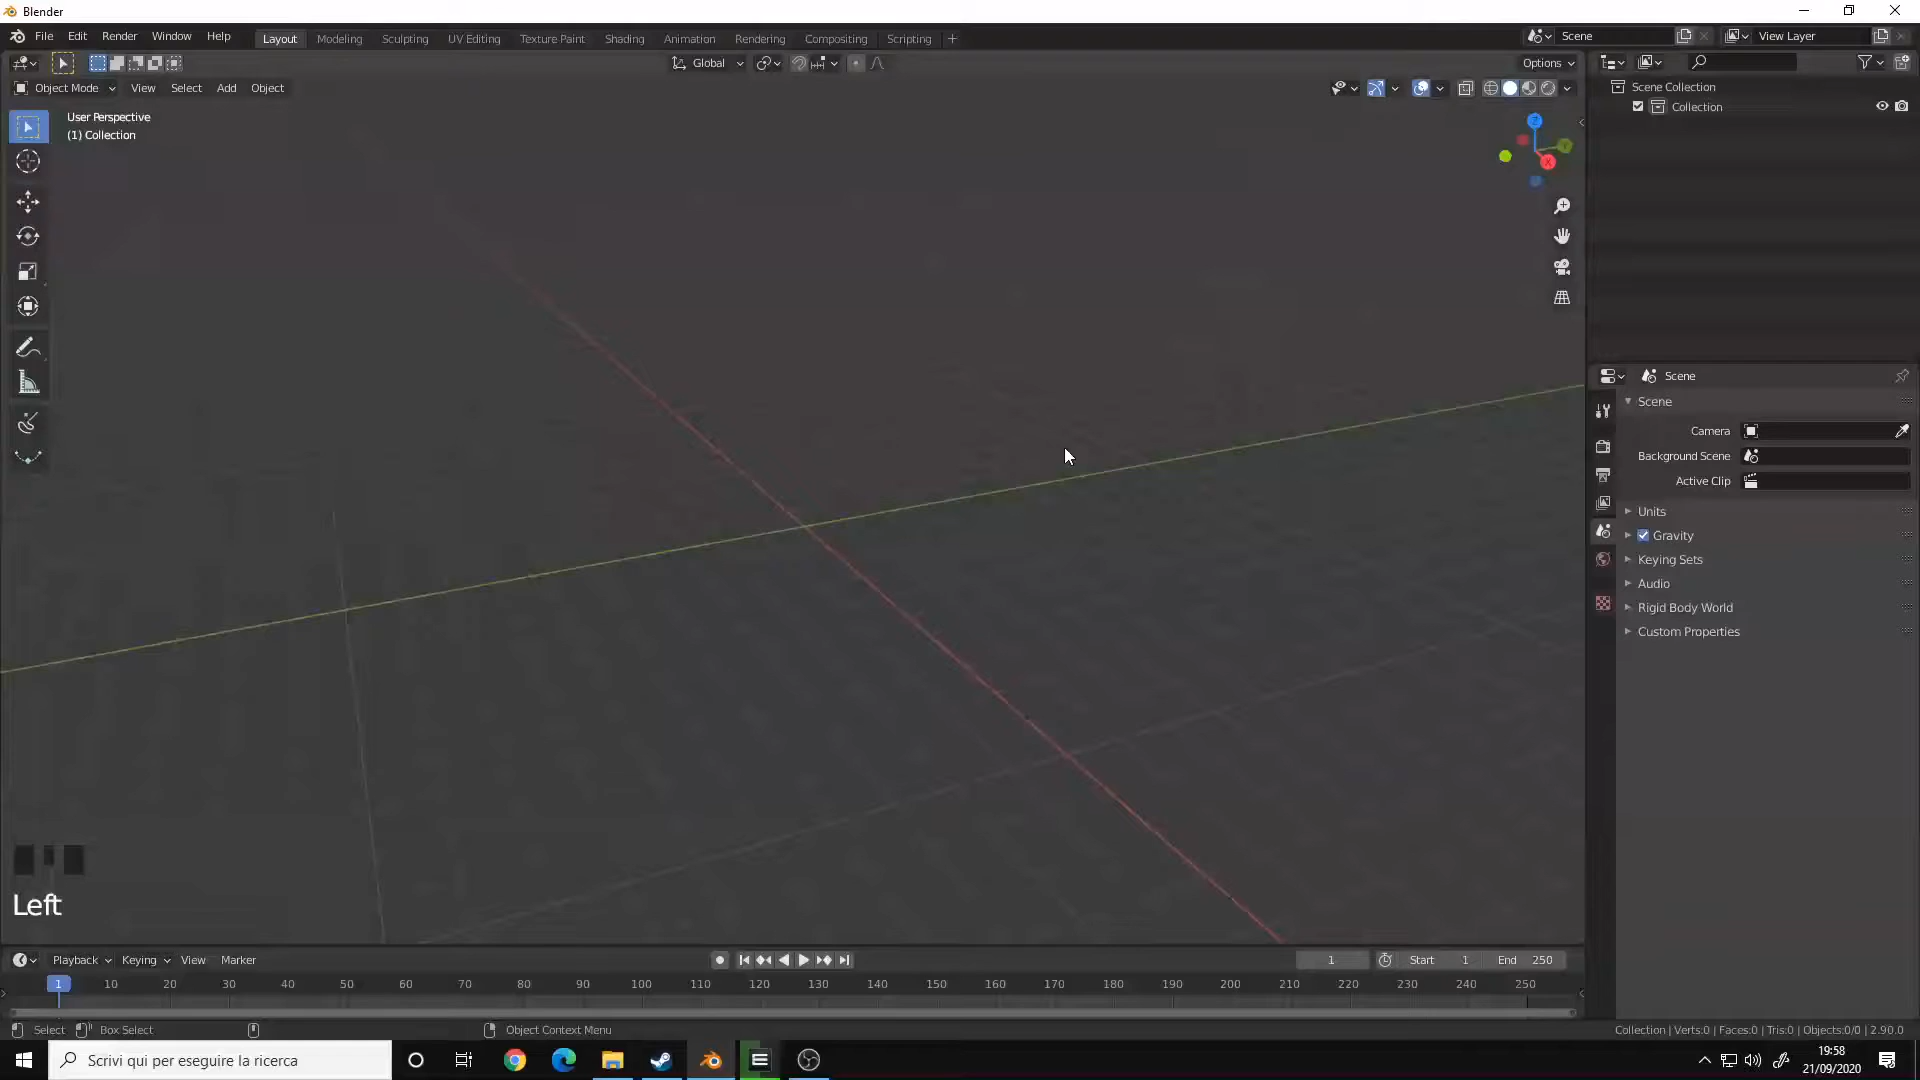 Blender
File Edit Render Window Help
Layout Modeling Sculpting UV Editing Texture Paint Shading Animation Rendering Compositing Scripting
Scene
View Layer
Global
Options
Object Mode View Select Add Object
User Perspective
(1) Collection
Z
Y
X
Scene Collection
Collection
Scene
Scene
Camera
Background Scene
Active Clip
Units
Gravity
Keying Sets
Audio
Rigid Body World
Custom Properties
Left
Playback Keying View Marker
1 Start 1 End 250
1 10 20 30 40 50 60 70 80 90 100 110 120 130 140 150 160 170 180 190 200 210 220 230 240 250
Select Box Select Object Context Menu
Collection | Verts:0 | Faces:0 | Tris:0 | Objects:0/0 | 2.90.0
Scrivi qui per eseguire la ricerca
19:58
21/09/2020